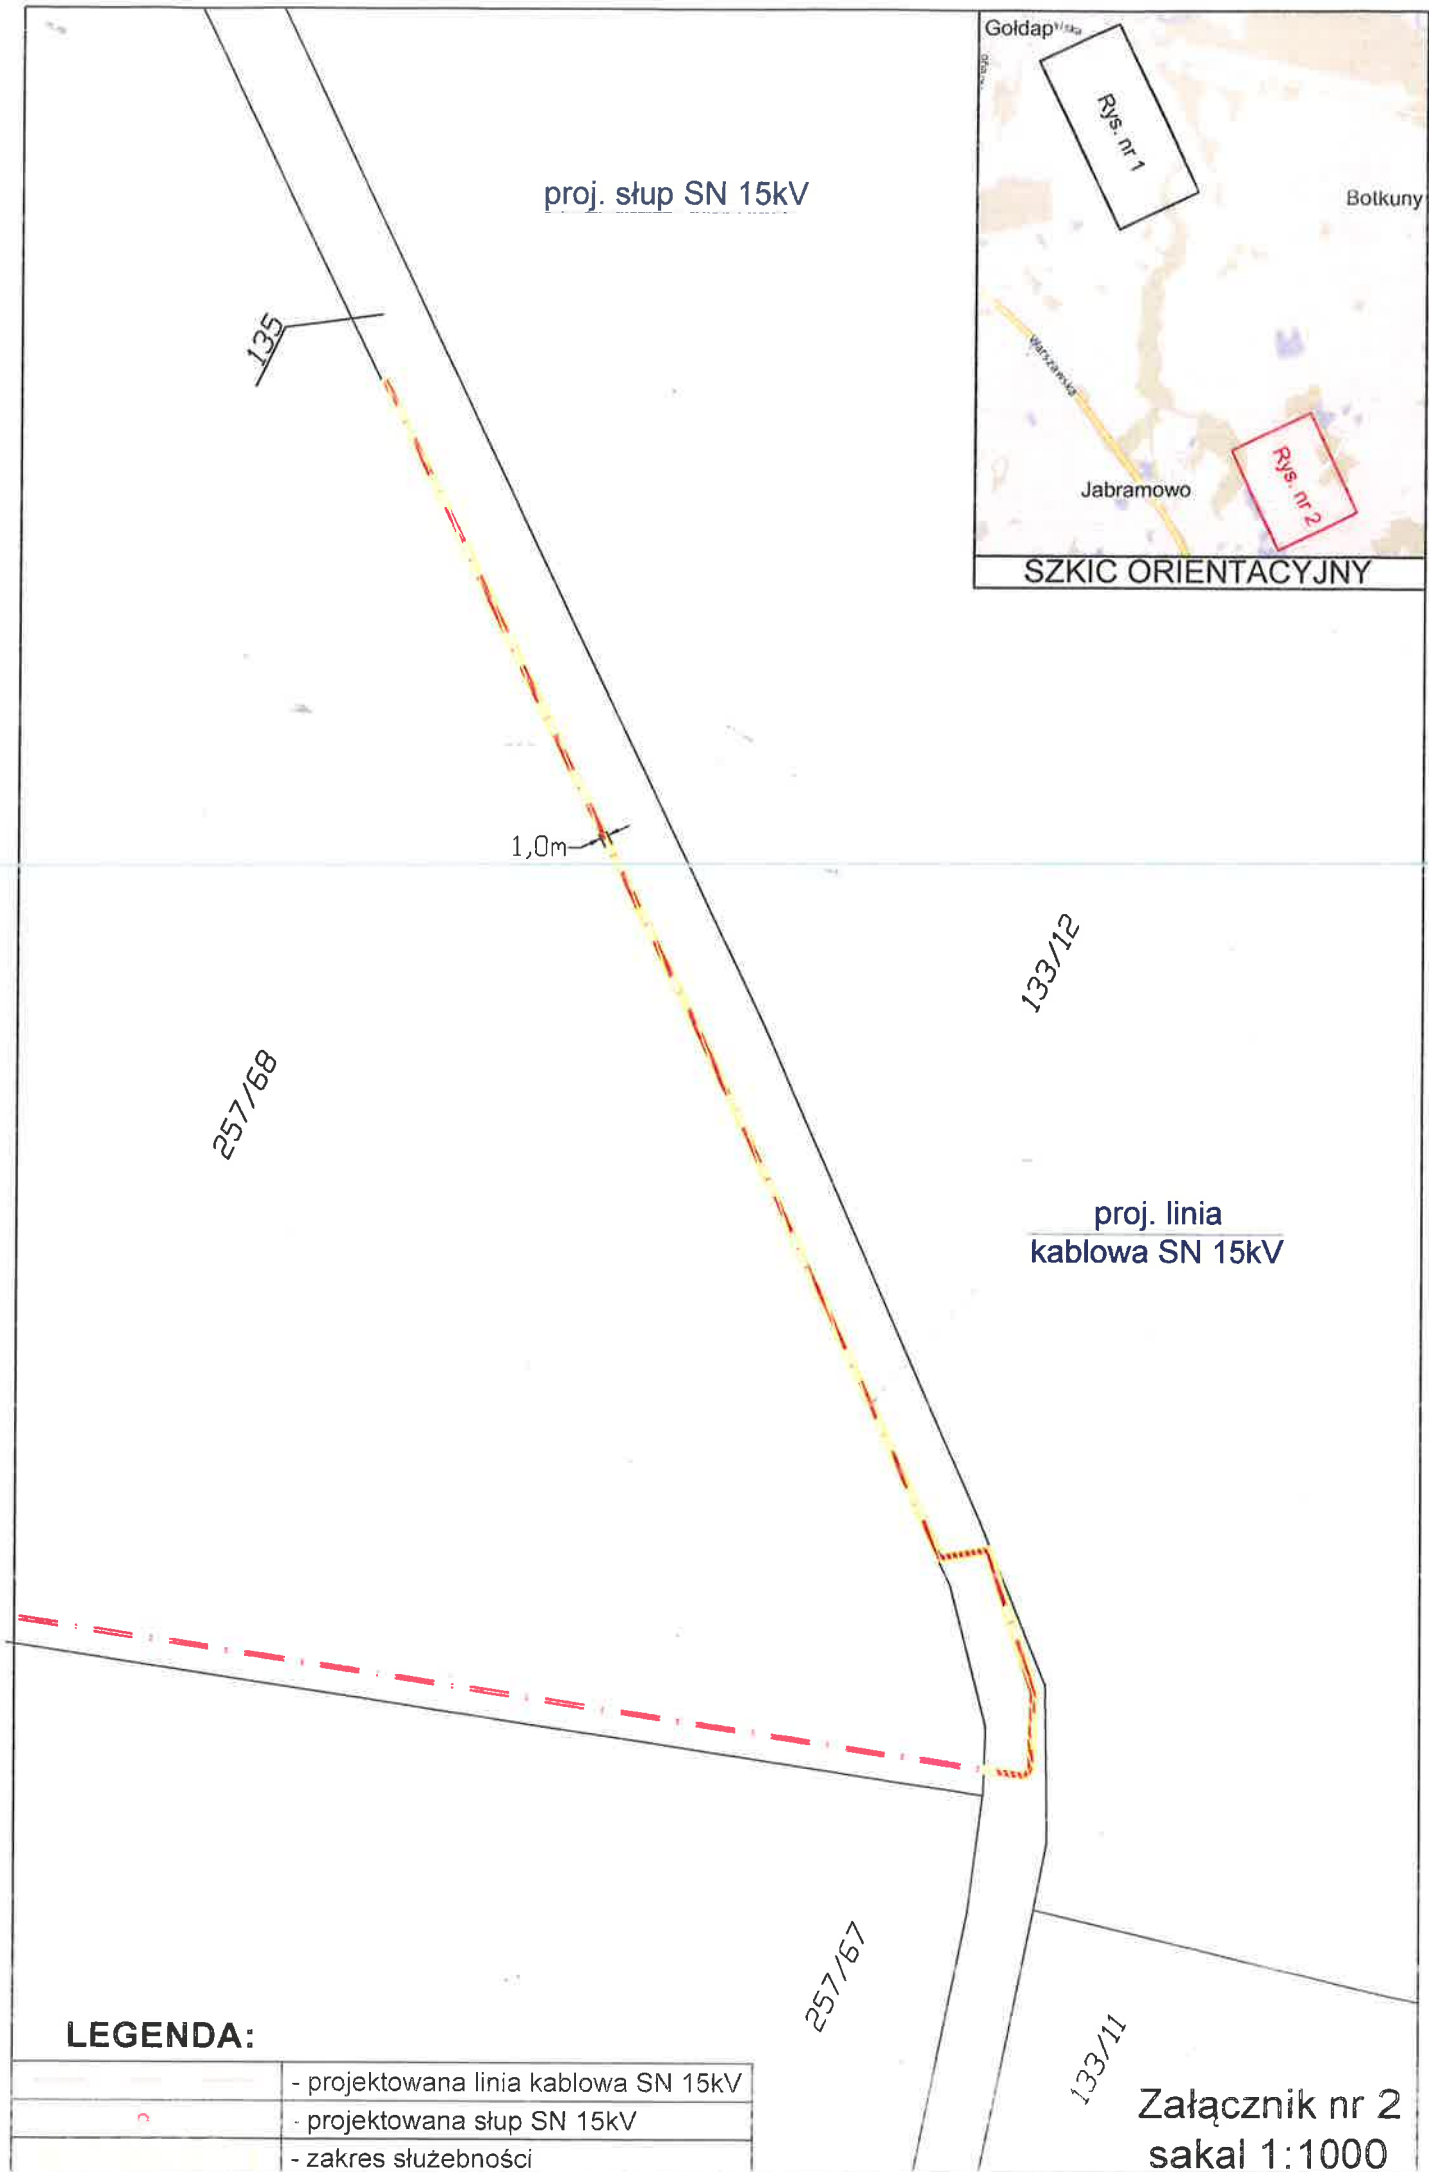 Gołdap
Rys. nr 1
Botkuny
Warszawska
Jabramowo
Rys. nr 2
SZKIC ORIENTACYJNY
proj. słup SN 15kV
135
1,0m
133/12
257/68
proj. linia
kablowa SN 15kV
257/67
133/11
LEGENDA:
- projektowana linia kablowa SN 15kV
- projektowana słup SN 15kV
- zakres służebności
Załącznik nr 2
sakal 1:1000